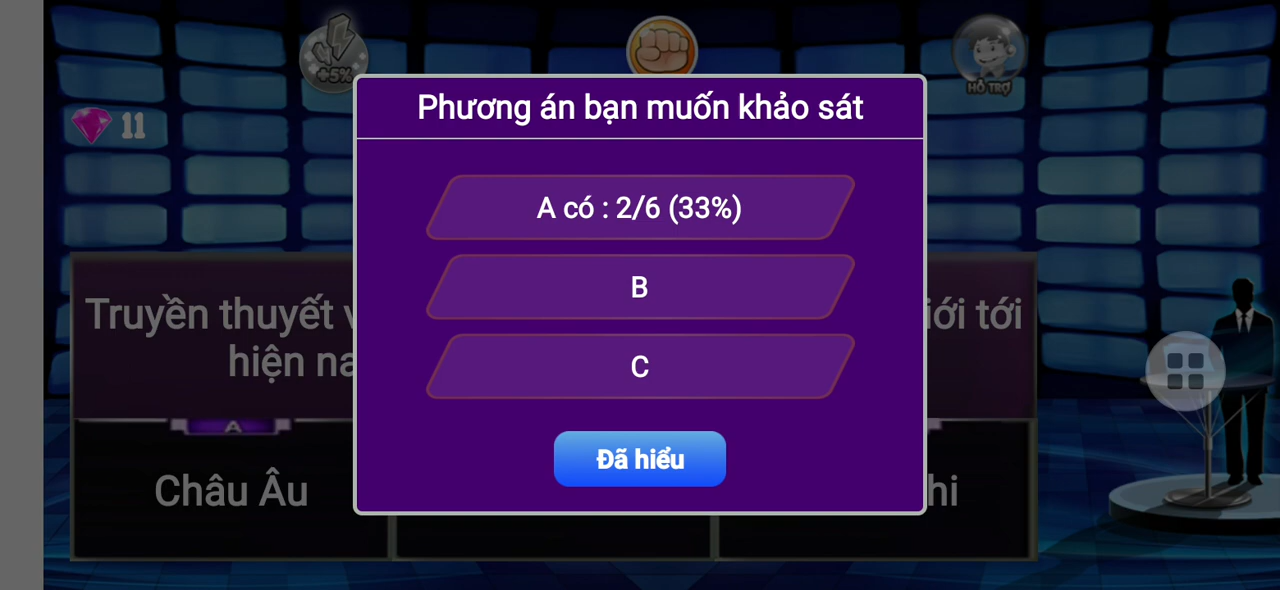 +5%
HỖ TRỢ
11
Phương án bạn muốn khảo sát
A có : 2/6 (33%)
B
C
Đã hiểu
Truyền thuyết
iới tới
hiện
A
Châu Âu
hi